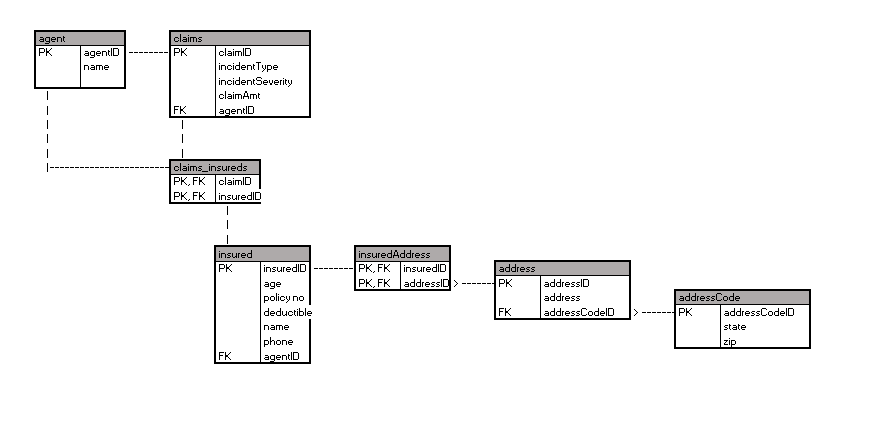 agent
PK agentID
name
claims
PK claimID
incidentType
incidentSeverity
claimAmt
FK agentID
claims_insureds
PK, FK claimID
PK, FK insuredID
insured
PK insuredID
age
policy no
deductible
name
phone
FK agentID
insuredAddress
PK, FK insuredID
PK, FK addressID
address
PK addressID
address
FK addressCodeID
addressCode
PK addressCodeID
state
zip